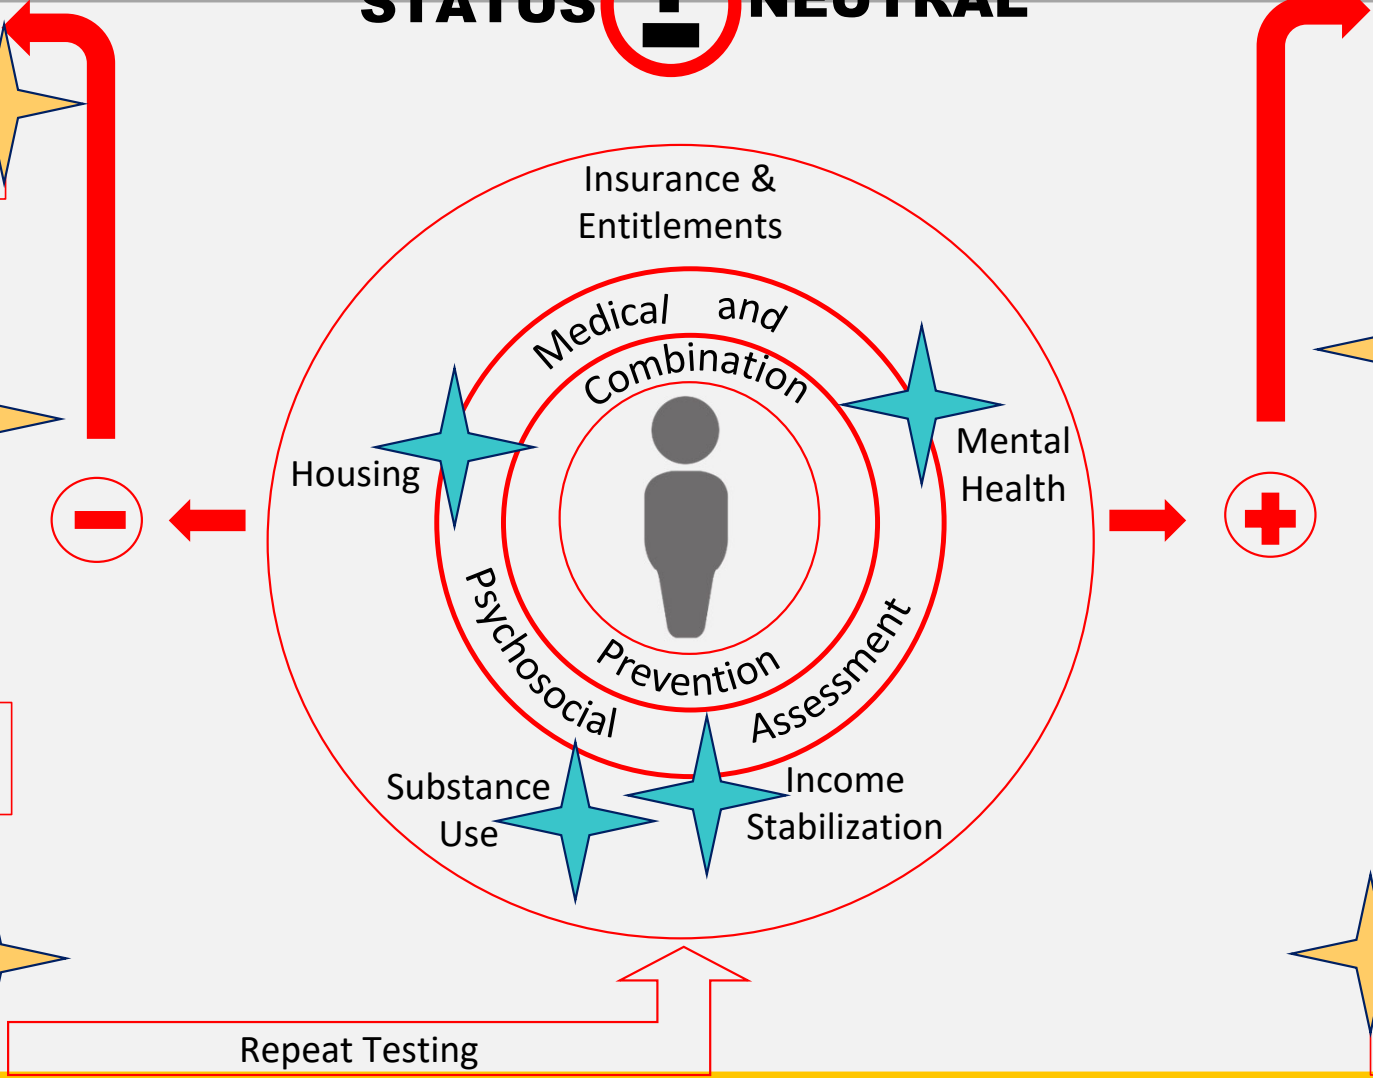 STATUS NEUTRAL
Insurance &
Entitlements
Medical and
Combination
Housing
Mental
Health
Psychosocial
Prevention
Assessment
Substance
Use
Income
Stabilization
Repeat Testing